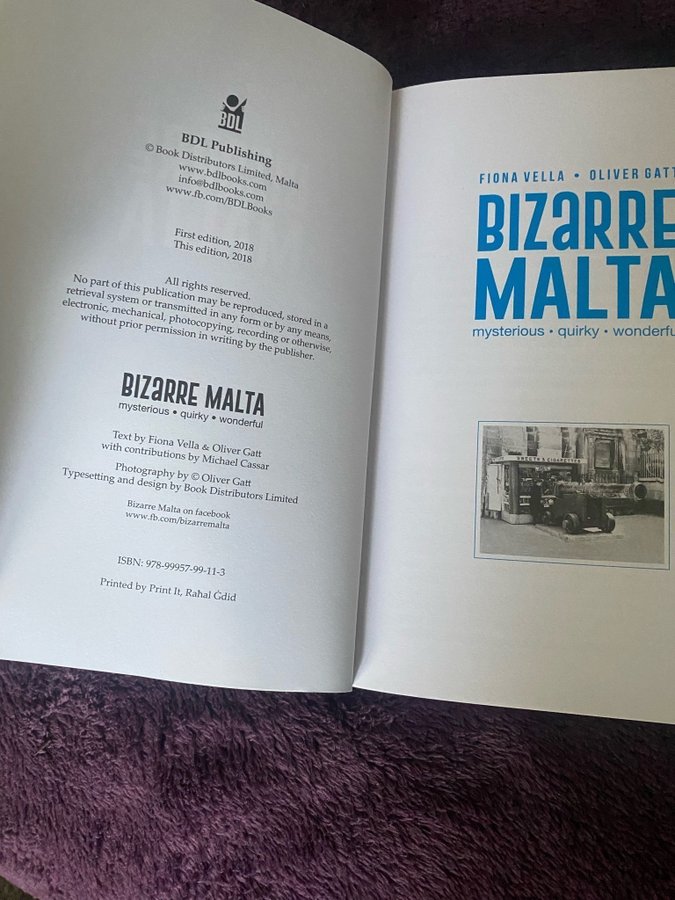 BDL
BDL Publishing
© Book Distributors Limited, Malta
www.bdlbooks.com
info@bdlbooks.com
www.fb.com/BDLBooks
First edition, 2018
This edition, 2018
All rights reserved.
No part of this publication may be reproduced, stored in a
retrieval system or transmitted in any form or by any means,
electronic, mechanical, photocopying, recording or otherwise,
without prior permission in writing by the publisher.
BIZaRRE MALTA
mysterious • quirky • wonderful
Text by Fiona Vella & Oliver Gatt
with contributions by Michael Cassar
Photography by © Oliver Gatt
Typesetting and design by Book Distributors Limited
Bizarre Malta on facebook
www.fb.com/bizarremalta
ISBN: 978-99957-99-11-3
Printed by Print It, Raħal Ġdid
FIONA VELLA • OLIVER GATT
BIZaRRE
MALTA
mysterious • quirky • wonderful